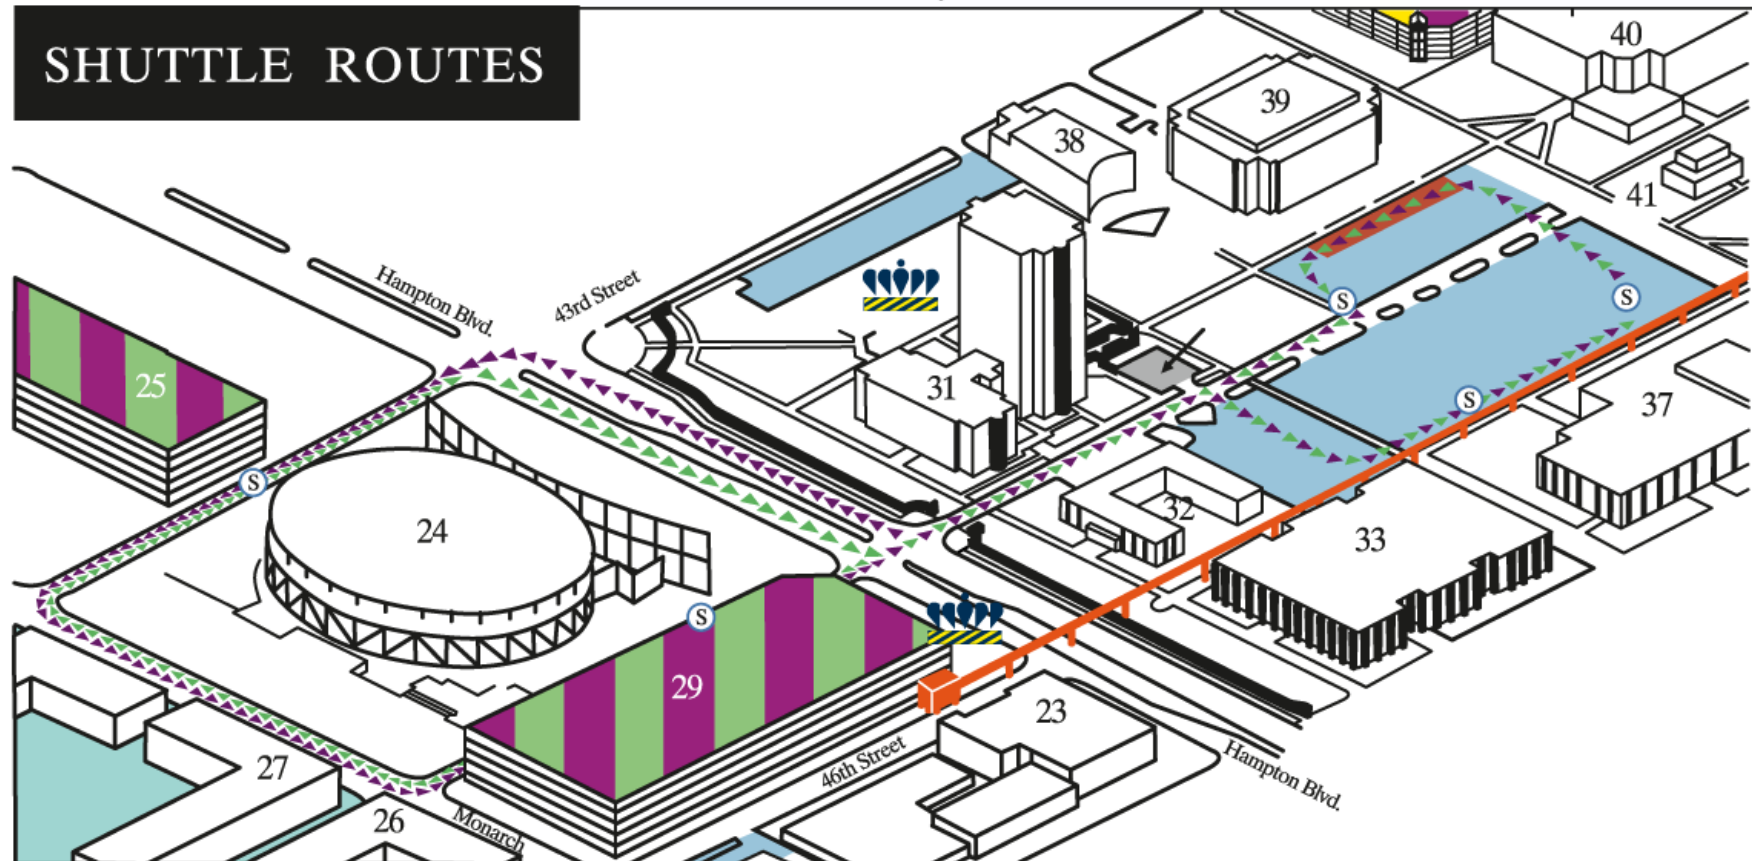 SHUTTLE ROUTES
40
39
38
41
Hampton Blvd.
43rd Street
S
S
25
31
S
37
S
24
32
33
S
29
23
46th Street
Hampton Blvd.
27
26
Monarch